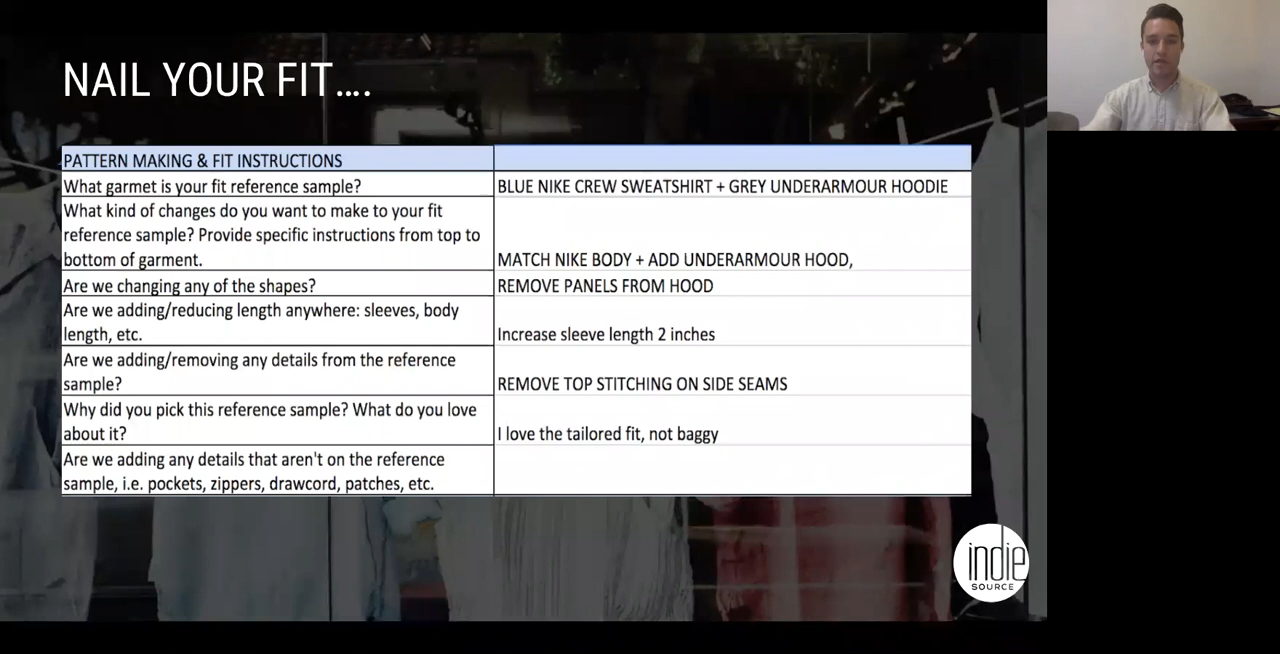 NAIL YOUR FIT....
PATTERN MAKING & FIT INSTRUCTIONS
What garmet is your fit reference sample?
BLUE NIKE CREW SWEATSHIRT + GREY UNDERARMOUR HOODIE
What kind of changes do you want to make to your fit
reference sample? Provide specific instructions from top to
bottom of garment.
MATCH NIKE BODY + ADD UNDERARMOUR HOOD,
Are we changing any of the shapes?
REMOVE PANELS FROM HOOD
Are we adding/reducing length anywhere: sleeves, body
length, etc.
Increase sleeve length 2 inches
Are we adding/removing any details from the reference
sample?
REMOVE TOP STITCHING ON SIDE SEAMS
Why did you pick this reference sample? What do you love
about it?
I love the tailored fit, not baggy
Are we adding any details that aren't on the reference
sample, i.e. pockets, zippers, drawcord, patches, etc.
indie
SOURCE